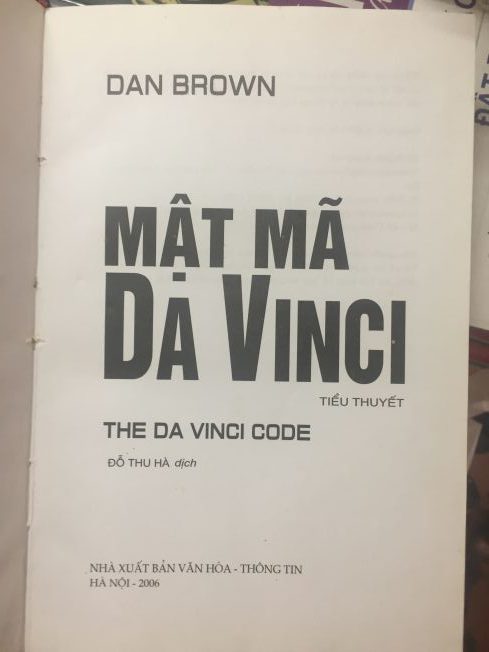 DAN BROWN
MẬT MÃ
DA VINCI
TIỂU THUYẾT
THE DA VINCI CODE
ĐỖ THU HÀ dịch
NHÀ XUẤT BẢN VĂN HÓA - THÔNG TIN
HÀ NỘI - 2006